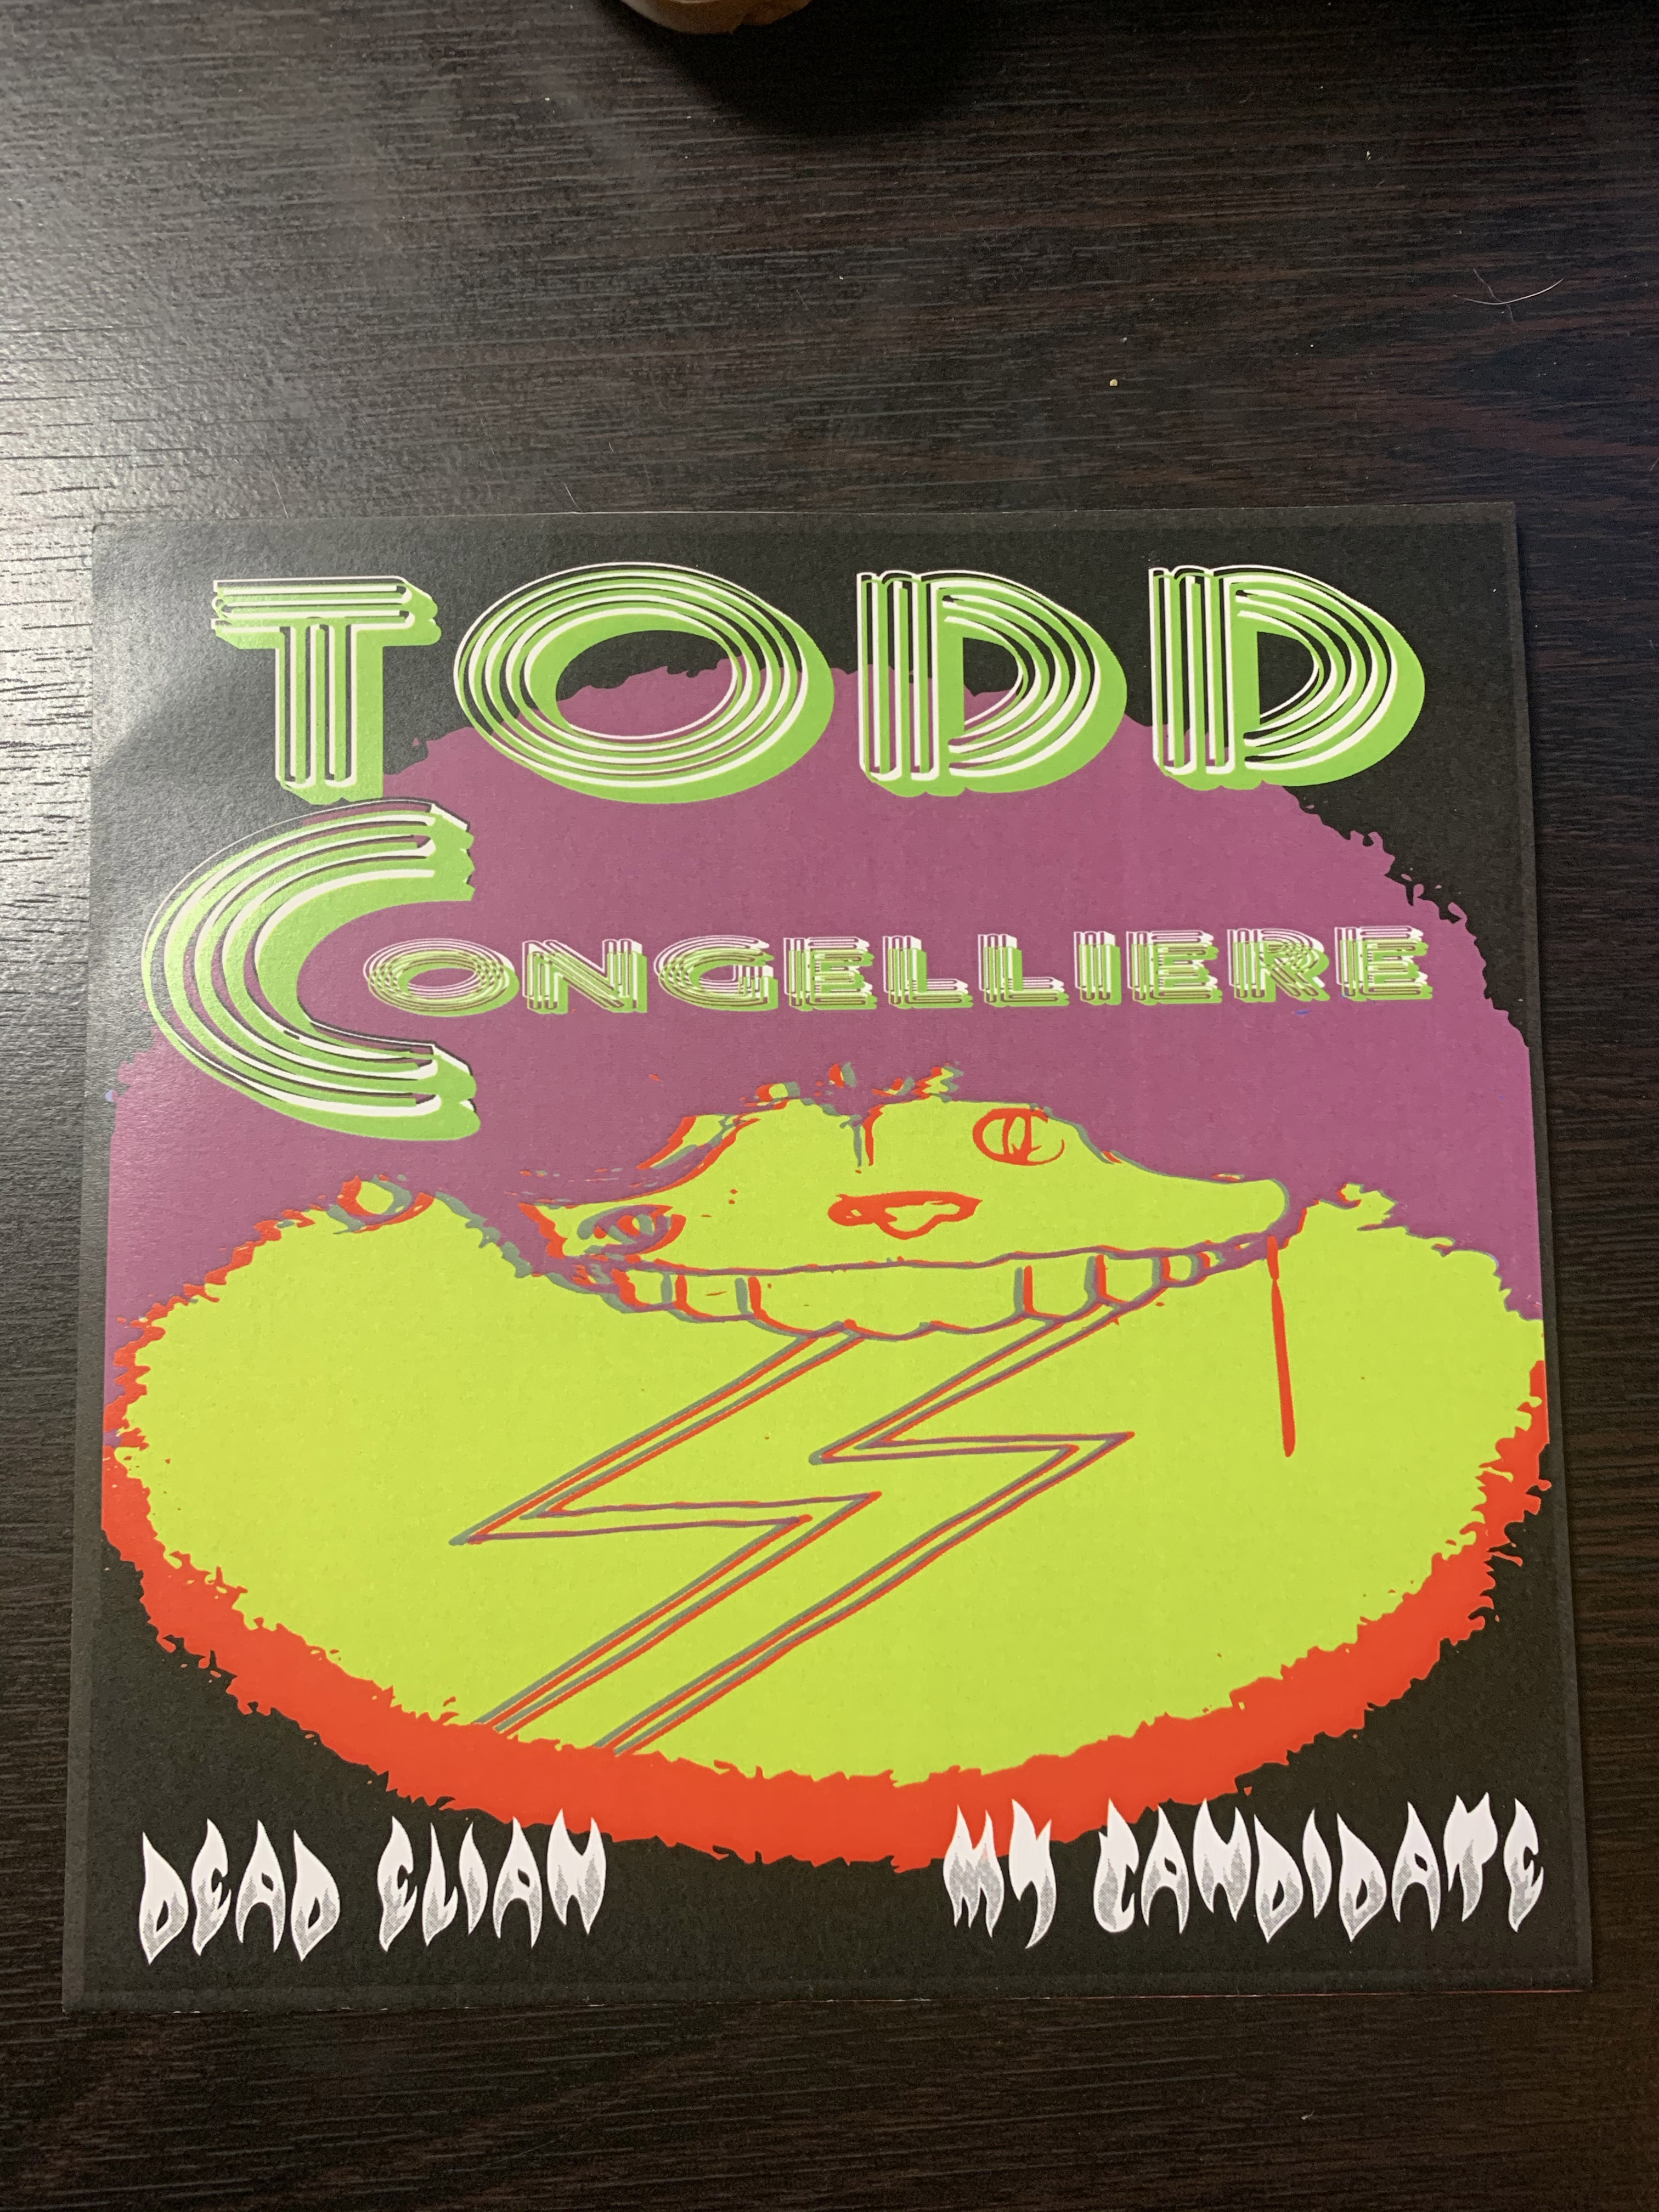 TODD
CONGELLIERE
DEAD ELIAN
MY CANDIDATE